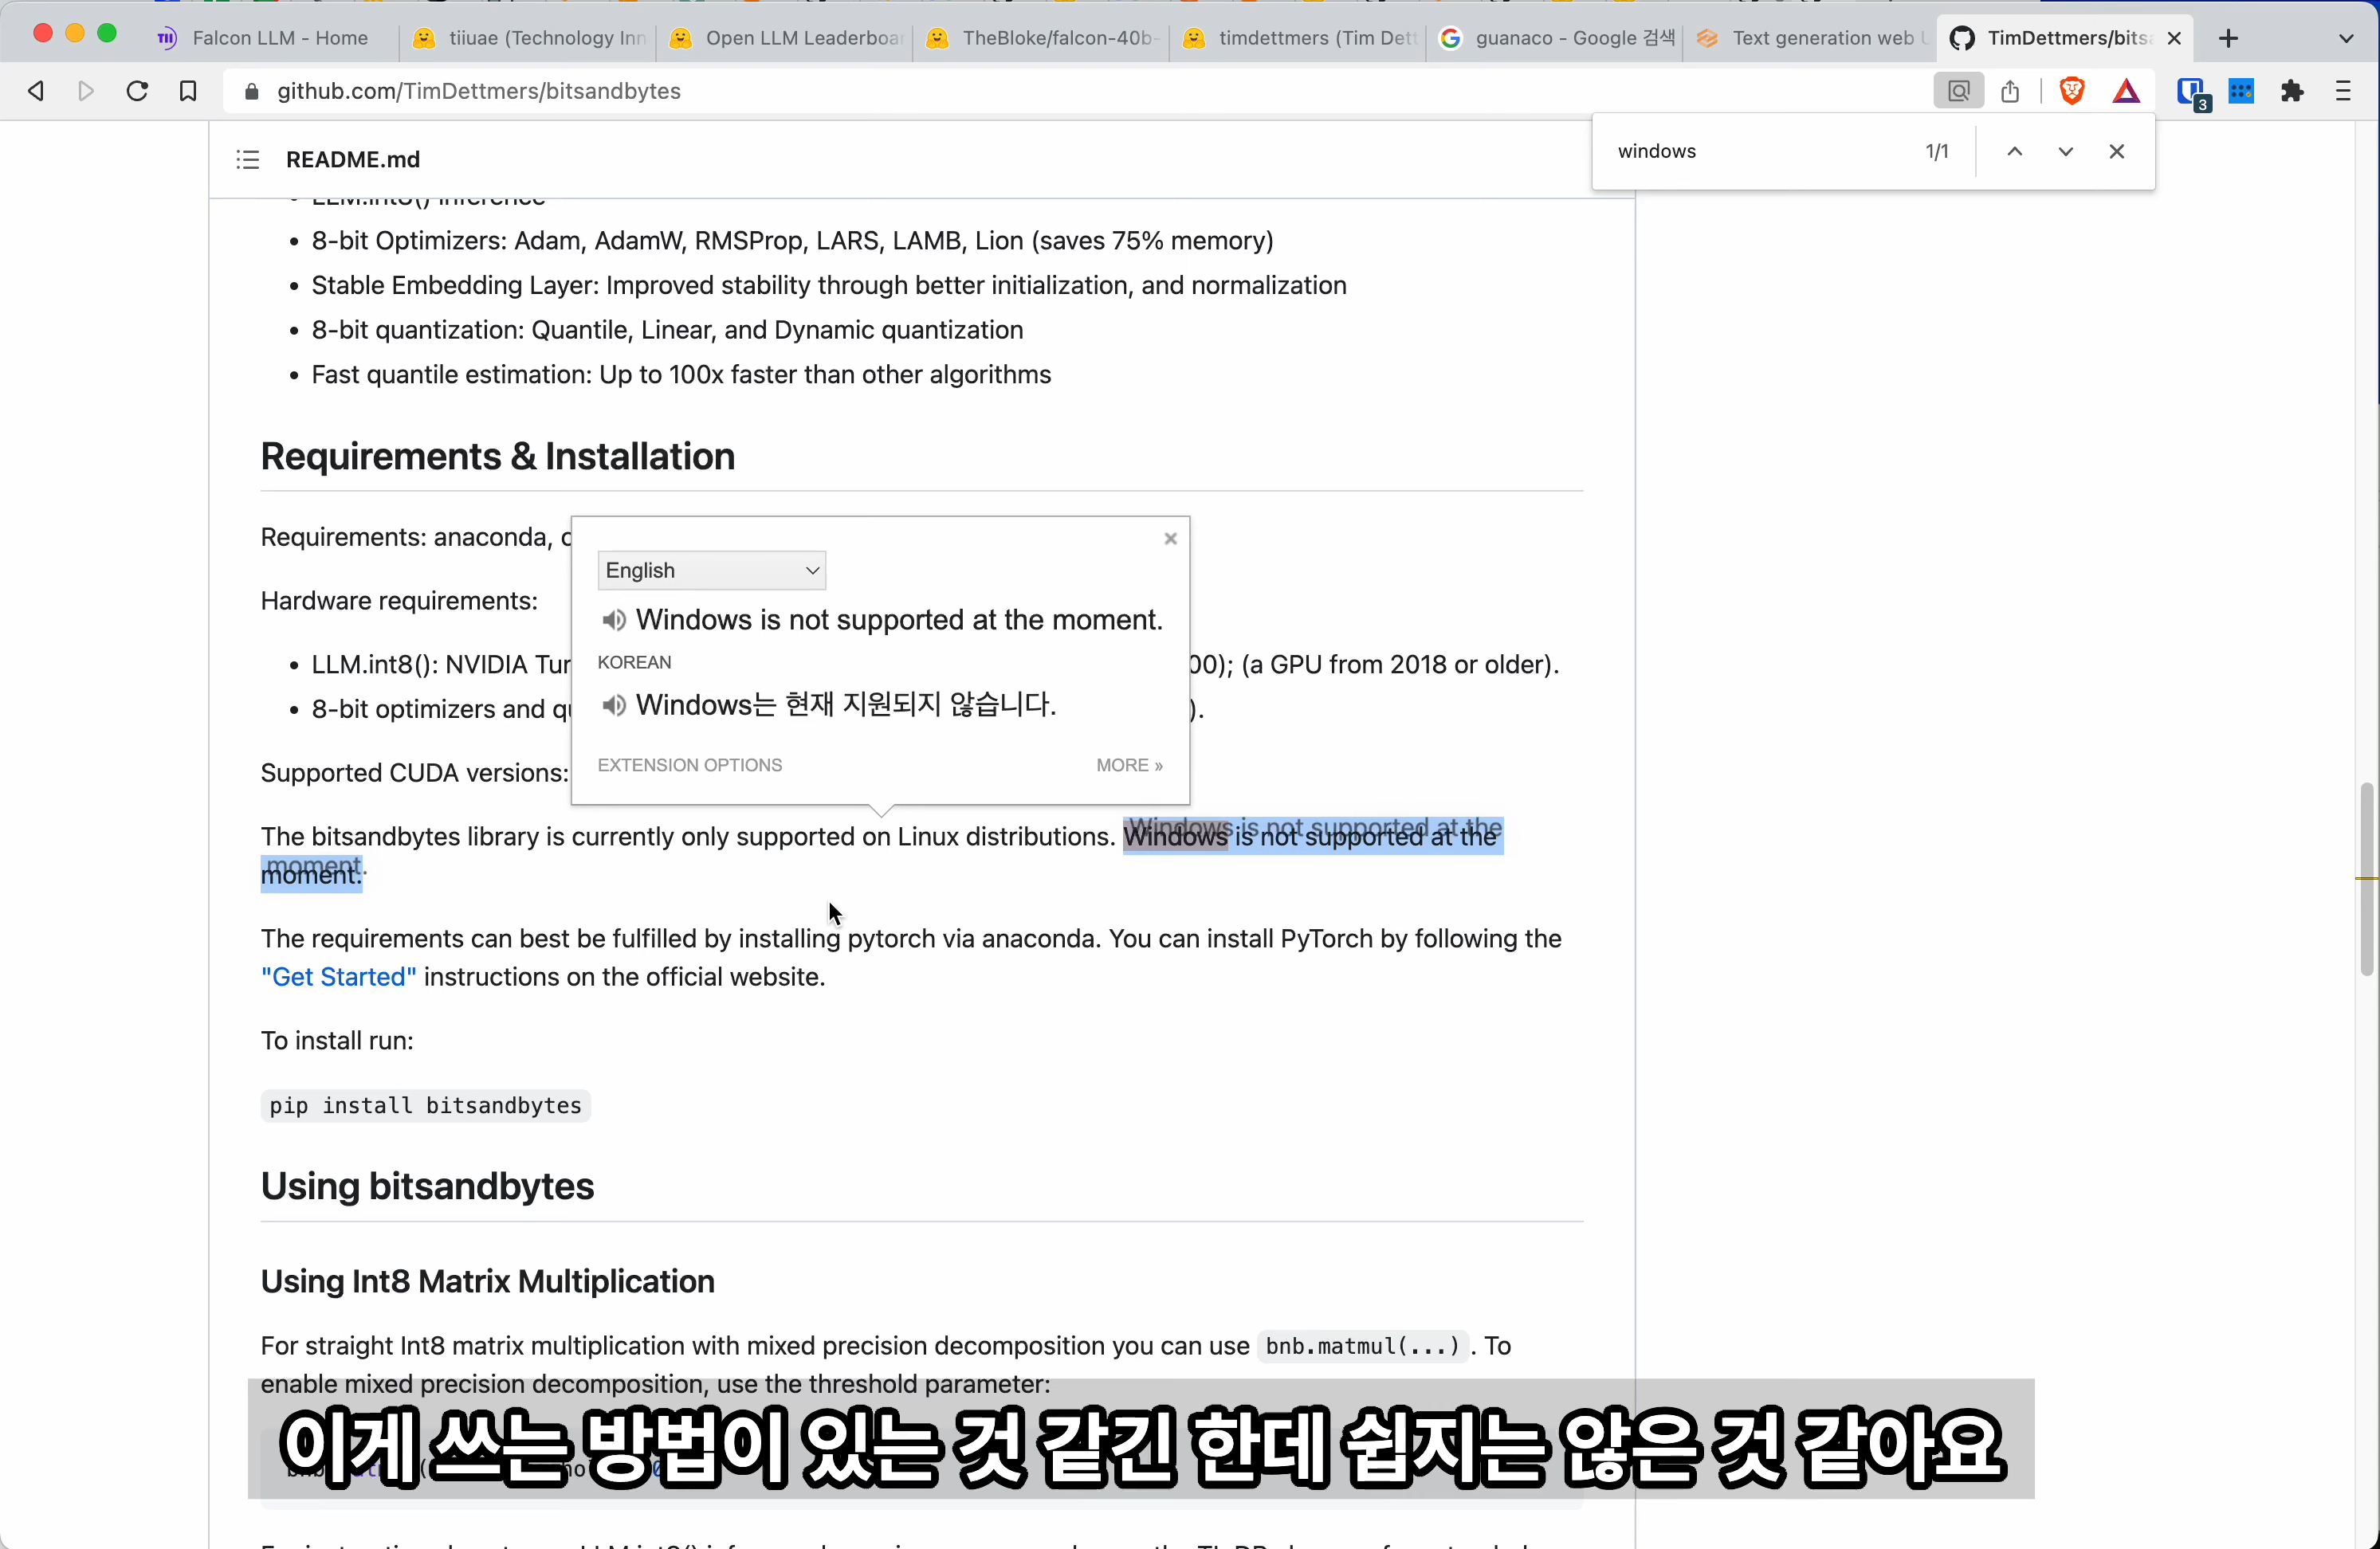 Falcon LLM - Home
tiiuae (Technology Inn
Open LLM Leaderboar
TheBloke/falcon-40b-
timdettmers (Tim Dett
guanaco - Google 검색
Text generation web U
TimDettmers/bitsa
github.com/TimDettmers/bitsandbytes
3
windows
1/1
README.md
LLM.int8() inference
8-bit Optimizers: Adam, AdamW, RMSProp, LARS, LAMB, Lion (saves 75% memory)
Stable Embedding Layer: Improved stability through better initialization, and normalization
8-bit quantization: Quantile, Linear, and Dynamic quantization
Fast quantile estimation: Up to 100x faster than other algorithms
Requirements & Installation
Requirements: anaconda, c
English
Hardware requirements:
Windows is not supported at the moment.
KOREAN
LLM.int8(): NVIDIA Tur
00); (a GPU from 2018 or older).
Windows는 현재 지원되지 않습니다.
8-bit optimizers and qu
).
EXTENSION OPTIONS
MORE »
Supported CUDA versions:
The bitsandbytes library is currently only supported on Linux distributions. Windows is not supported at the
moment.
The requirements can best be fulfilled by installing pytorch via anaconda. You can install PyTorch by following the
"Get Started" instructions on the official website.
To install run:
pip install bitsandbytes
Using bitsandbytes
Using Int8 Matrix Multiplication
For straight Int8 matrix multiplication with mixed precision decomposition you can use bnb.matmul(...) . To
enable mixed precision decomposition, use the threshold parameter:
이게 쓰는 방법이 있는 것 같긴 한데 쉽지는 않은 것 같아요